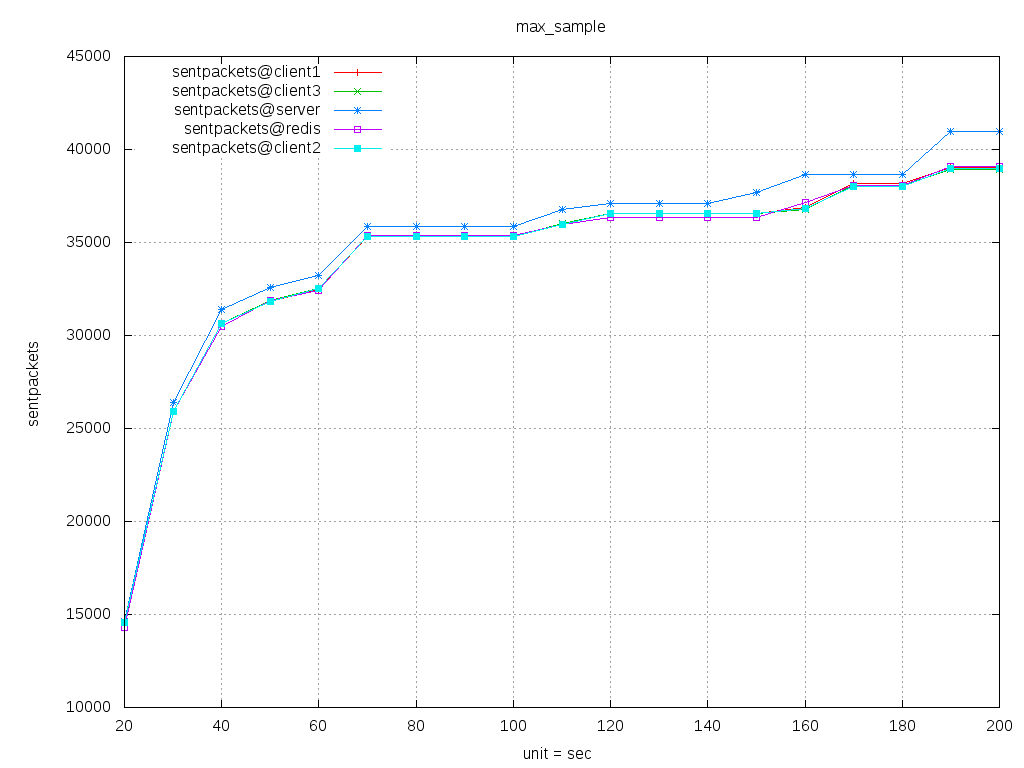 max_sample
45000
40000
35000
30000
25000
20000
15000
10000
sentpackets
sentpackets@client1
sentpackets@client3
sentpackets@server
sentpackets@redis
sentpackets@client2
20 40 60 80 100 120 140 160 180 200
unit = sec